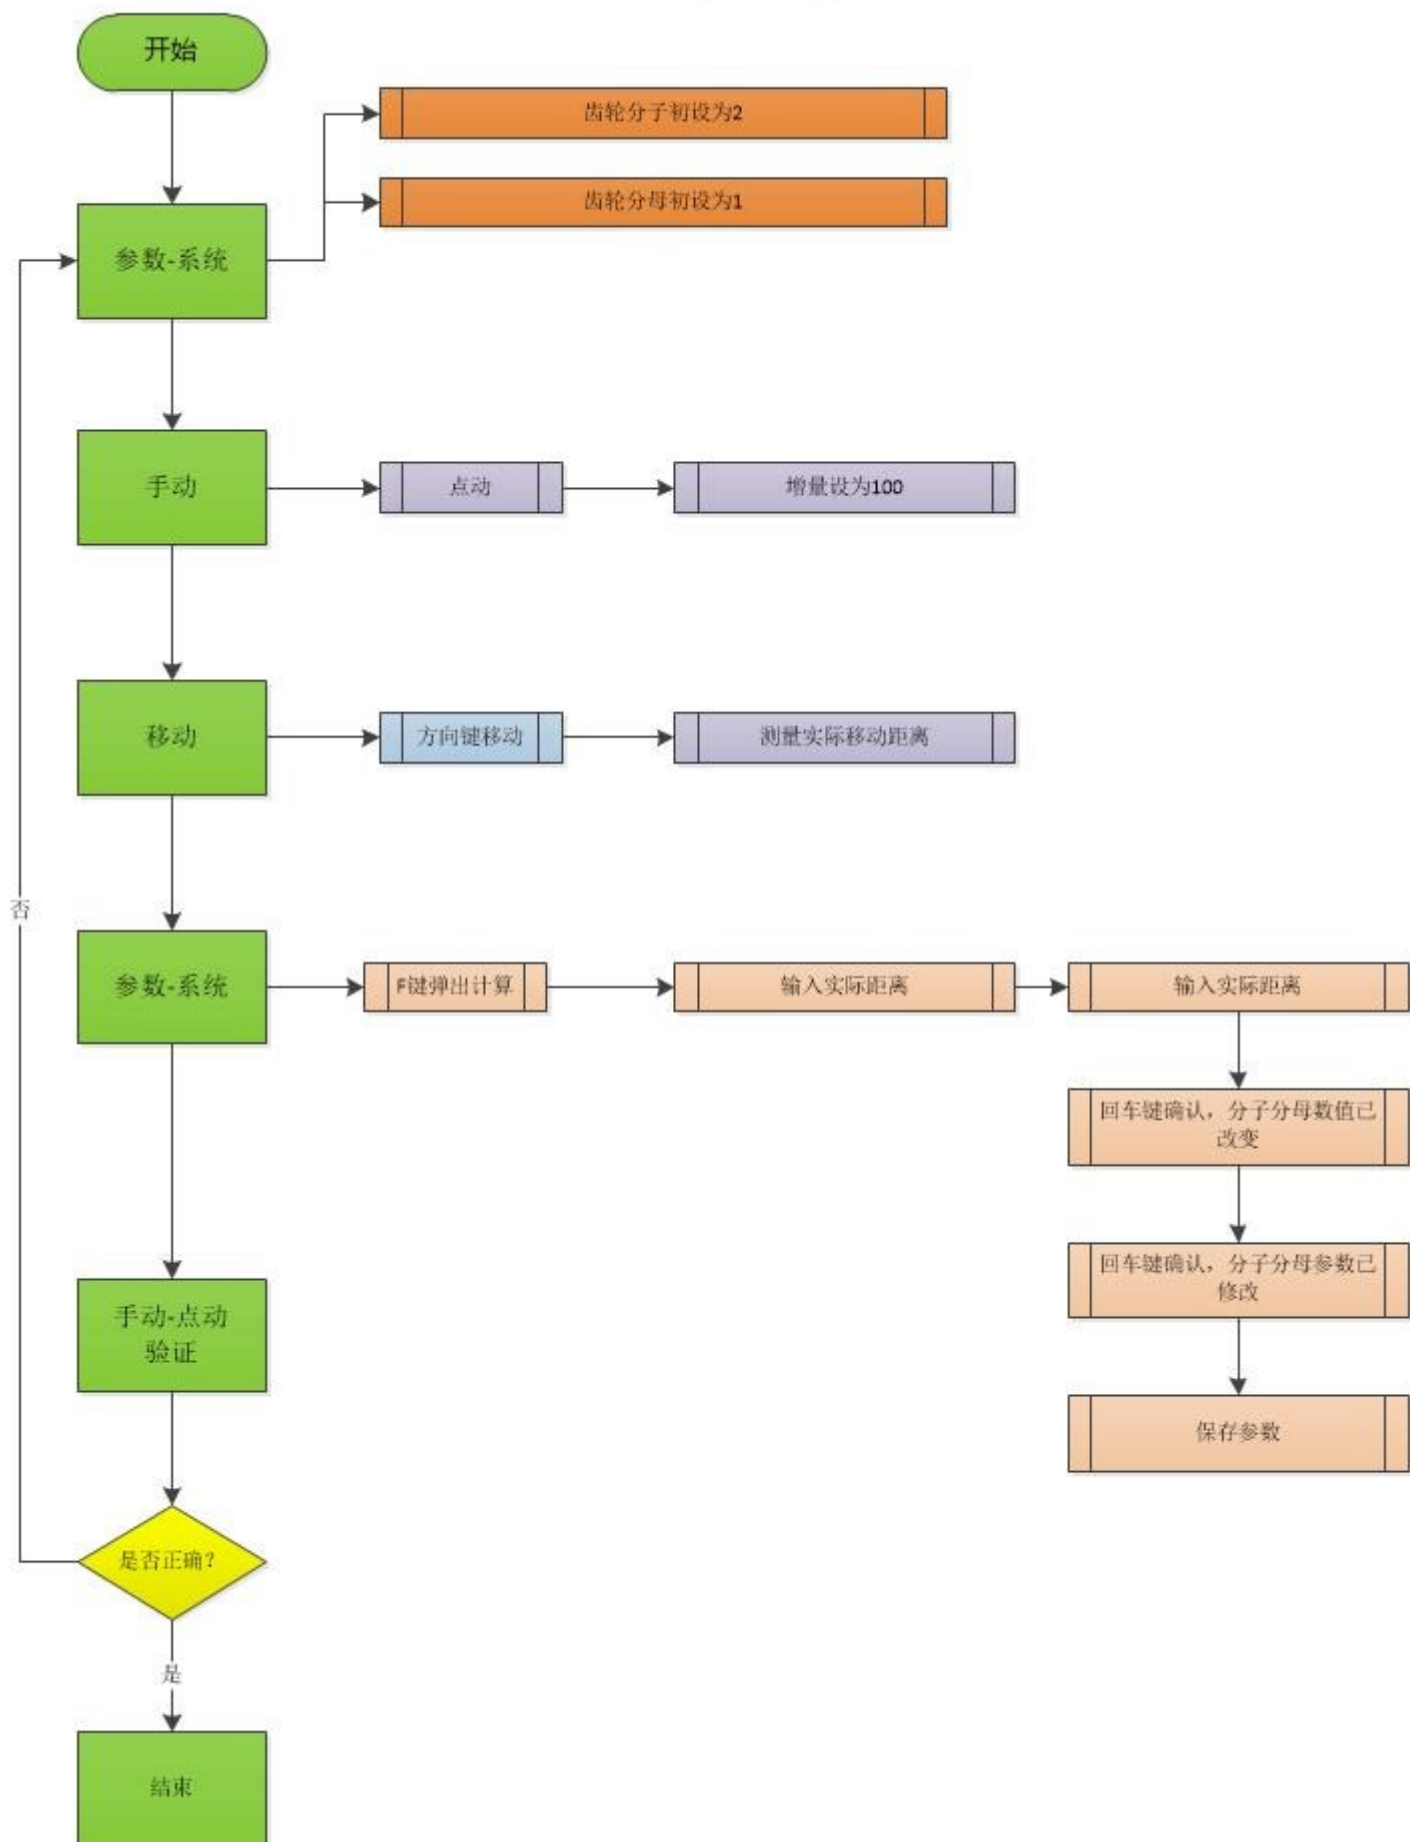 开始
齿轮分子初设为2
齿轮分母初设为1
参数-系统
手动
点动
增量设为100
移动
方向键移动
测量实际移动距离
否
参数-系统
F键弹出计算
输入实际距离
输入实际距离
回车键确认，分子分母数值已
改变
回车键确认，分子分母参数已
修改
手动-点动
验证
保存参数
是否正确？
是
结束